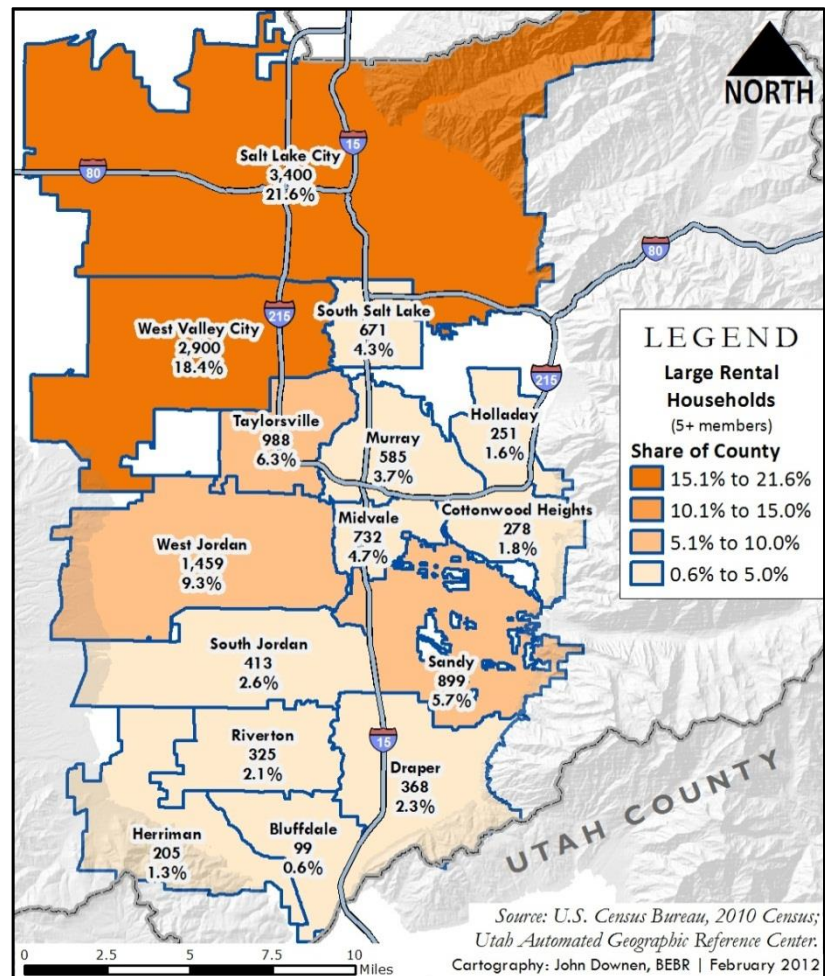 NORTH
15
Salt Lake City
3,400
21.6%
80
80
215
South Salt Lake
671
4.3%
West Valley City
2,900
18.4%
215
Holladay
251
1.6%
Taylorsville
988
6.3%
Murray
585
3.7%
Cottonwood Heights
278
1.8%
Midvale
732
4.7%
West Jordan
1,459
9.3%
South Jordan
413
2.6%
Sandy
899
5.7%
Riverton
325
2.1%
15
Draper
368
2.3%
Herriman
205
1.3%
Bluffdale
99
0.6%
UTAH COUNTY
LEGEND
Large Rental
Households
(5+ members)
Share of County
15.1% to 21.6%
10.1% to 15.0%
5.1% to 10.0%
0.6% to 5.0%
0 2.5 5 7.5 10
Miles
Source: U.S. Census Bureau, 2010 Census;
Utah Automated Geographic Reference Center.
Cartography: John Downen, BEBR | February 2012